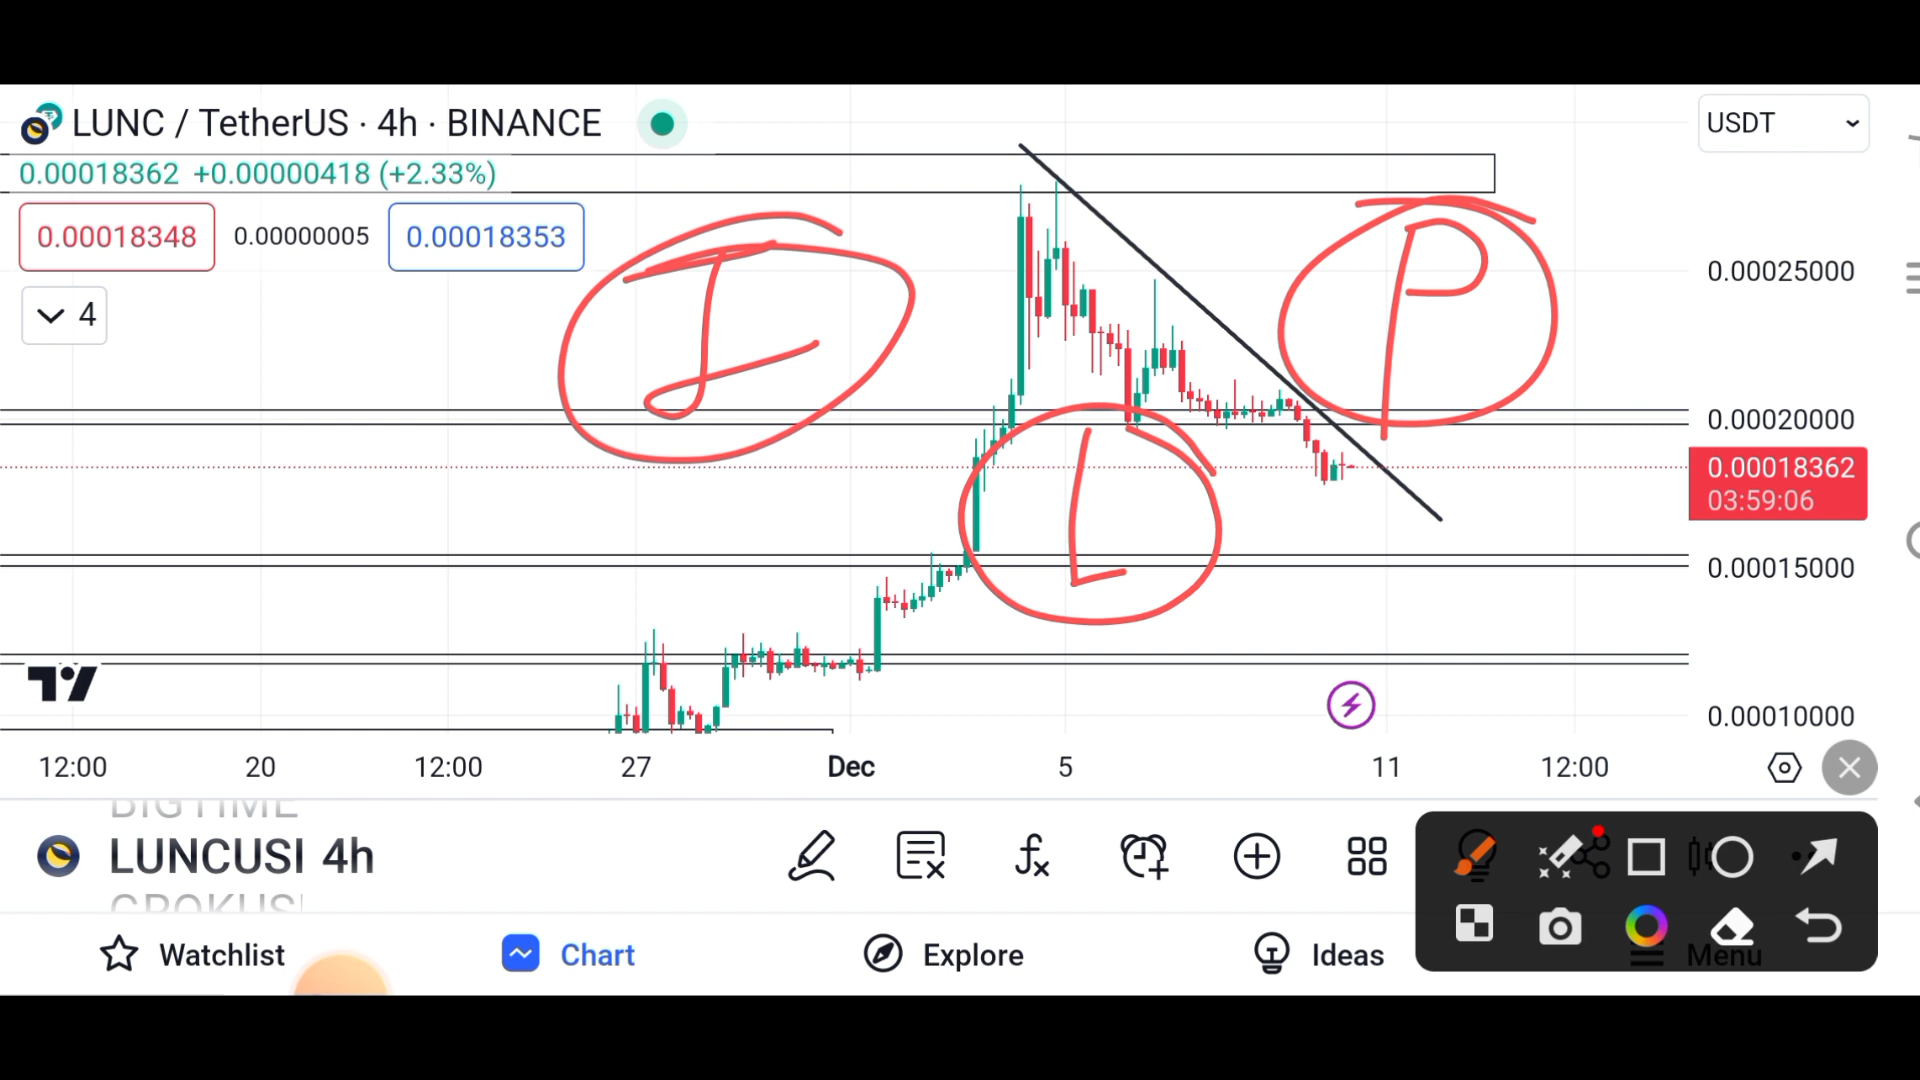 LUNC / TetherUS · 4h · BINANCE
USDT
0.00018362 +0.00000418 (+2.33%)
0.00018348 0.00000005 0.00018353
4
I
P
L
0.00025000
0.00020000
0.00018362
03:59:06
0.00015000
0.00010000
12:00 20 12:00 27 Dec 5 11 12:00
BIGTIME
LUNCUSI 4h
GROKUSI
Watchlist Chart Explore Ideas Menu